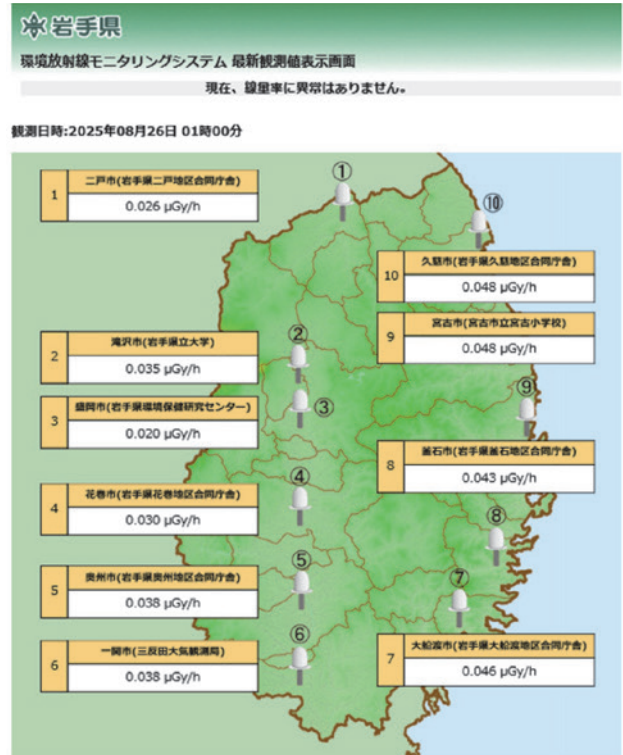 岩手県
環境放射線モニタリングシステム 最新観測値表示画面
現在、線量率に異常はありません。
観測日時:2025年08月26日 01時00分
1
二戸市(岩手県二戸地区合同庁舎)
0.026 μGy/h
①
⑩
10
久慈市(岩手県久慈地区合同庁舎)
0.048 μGy/h
9
宮古市(宮古市立宮古小学校)
0.048 μGy/h
2
滝沢市(岩手県立大学)
0.035 μGy/h
②
3
盛岡市(岩手県環境保健研究センター)
0.020 μGy/h
③
⑨
8
釜石市(岩手県釜石地区合同庁舎)
0.043 μGy/h
4
花巻市(岩手県花巻地区合同庁舎)
0.030 μGy/h
④
⑧
5
奥州市(岩手県奥州地区合同庁舎)
0.038 μGy/h
⑤
⑦
6
一関市(三反田大気観測局)
0.038 μGy/h
⑥
7
大船渡市(岩手県大船渡地区合同庁舎)
0.046 μGy/h